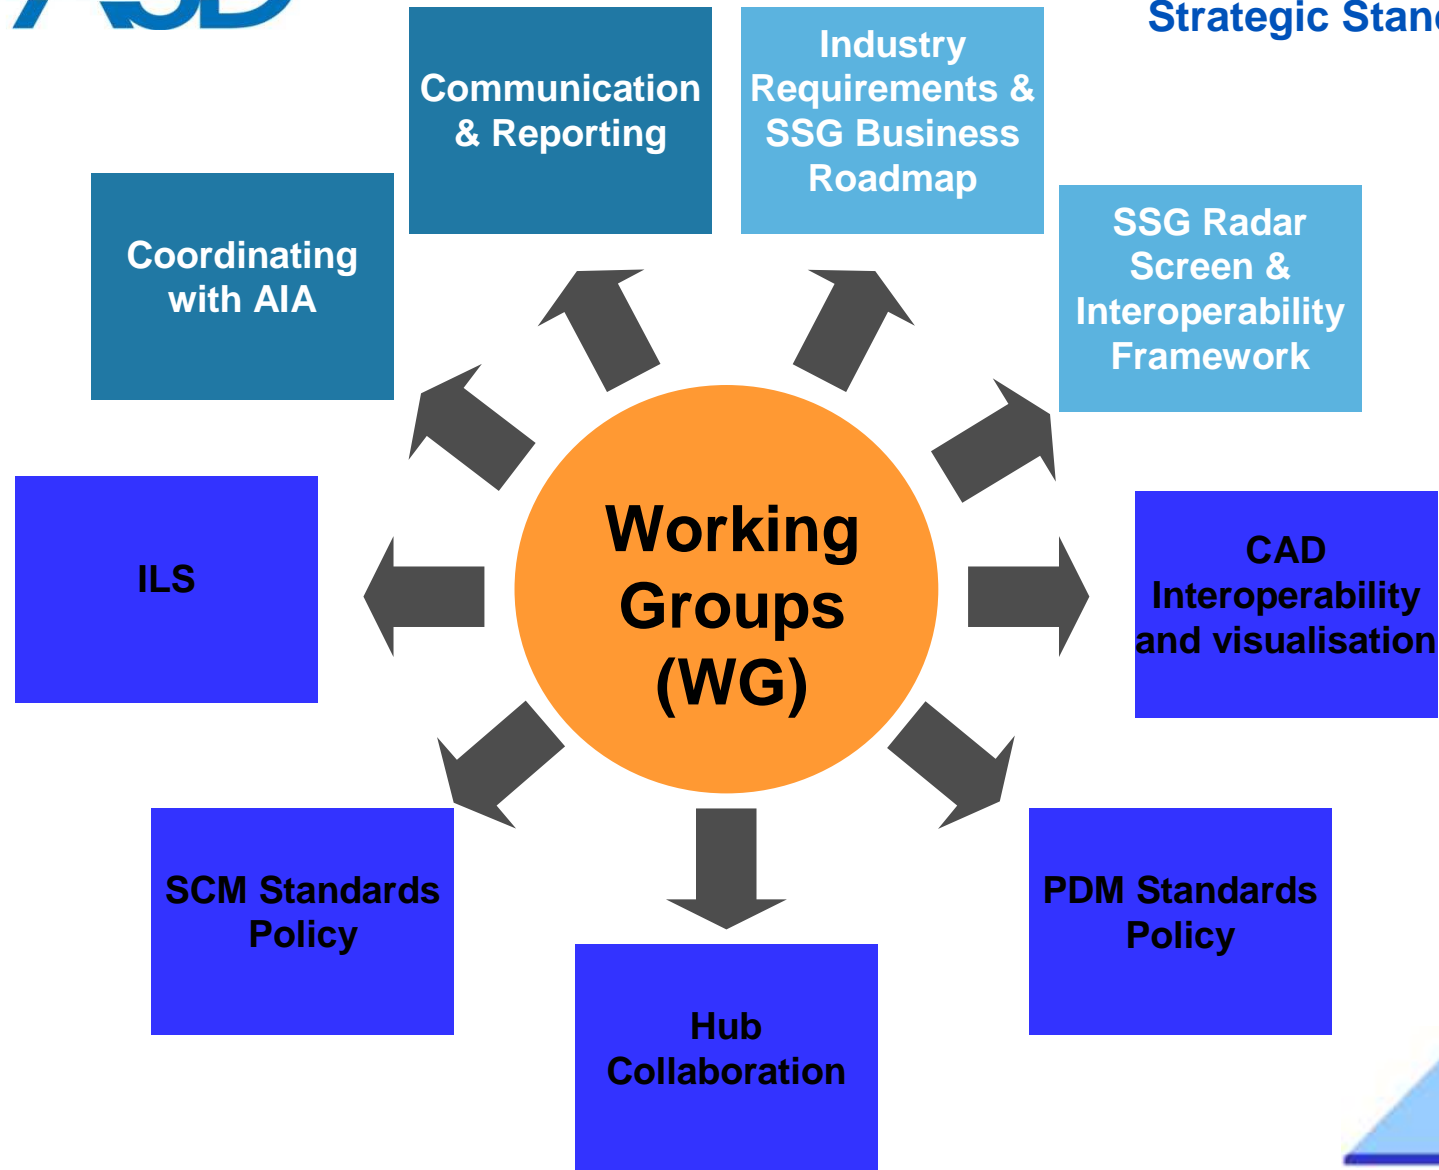 Strategic
Communication
& Reporting
Industry
Requirements &
SSG Business
Roadmap
Coordinating
with AIA
SSG Radar
Screen &
Interoperability
Framework
ILS
Working
Groups
(WG)
CAD
Interoperability
and visualisation
SCM Standards
Policy
PDM Standards
Policy
Hub
Collaboration